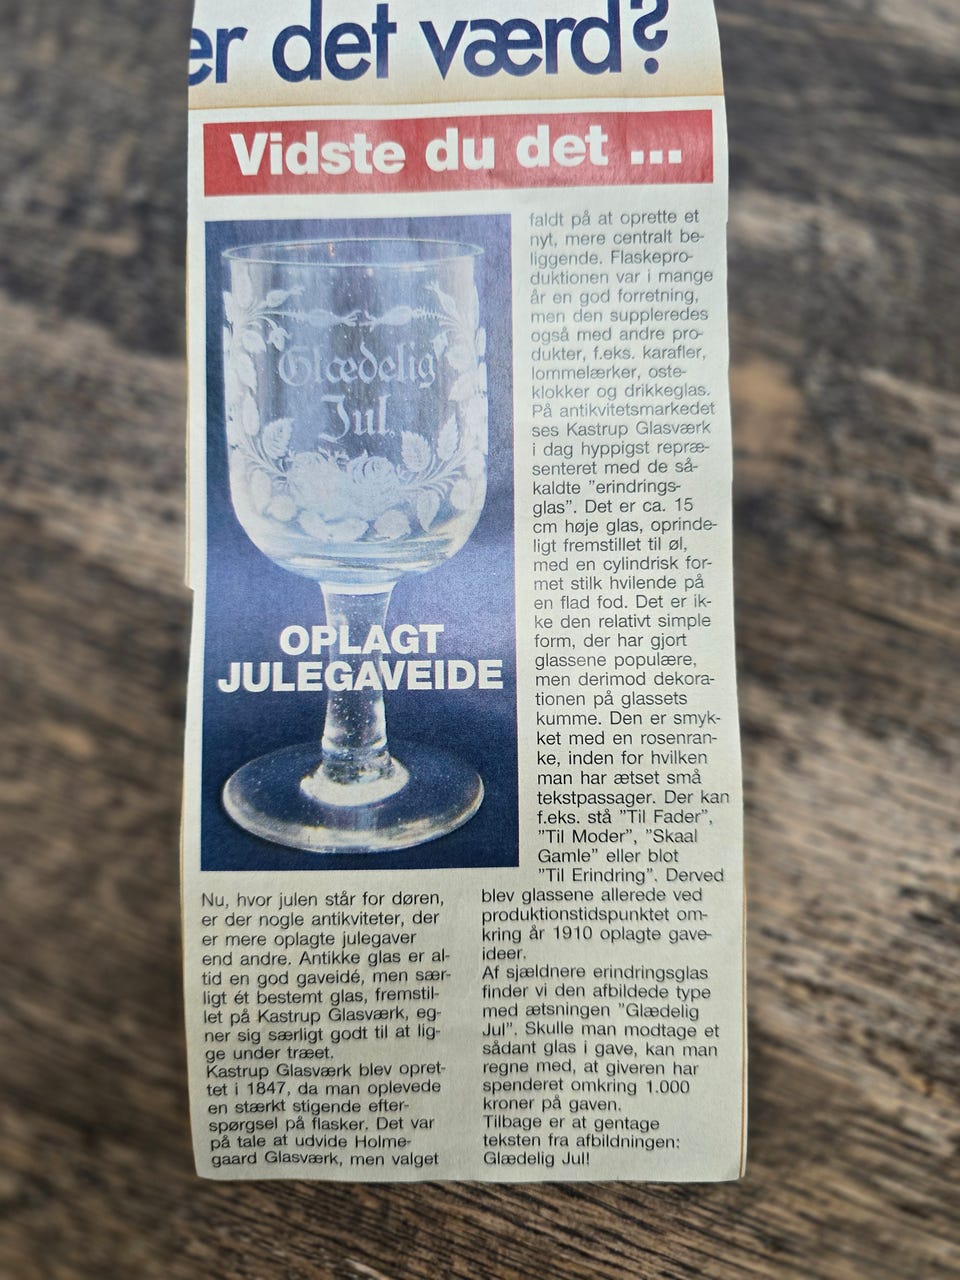 er det værd?
Vidste du det ...
Glædelig
Jul.
OPLAGT
JULEGAVEIDE
Nu, hvor julen står for døren,
er der nogle antikviteter, der
er mere oplagte julegaver
end andre. Antikke glas er al-
tid en god gaveidé, men sær-
ligt ét bestemt glas, fremstil-
let på Kastrup Glasværk, eg-
ner sig særligt godt til at lig-
ge under træet.
Kastrup Glasværk blev opret-
tet i 1847, da man oplevede
en stærkt stigende efter-
spørgsel på flasker. Det var
på tale at udvide Holme-
gaard Glasværk, men valget
faldt på at oprette et
nyt, mere centralt be-
liggende. Flaskepro-
duktionen var i mange
år en god forretning,
men den suppleredes
også med andre pro-
dukter, f.eks. karafler,
lommelærker, oste-
klokker og drikkeglas.
På antikvitetsmarkedet
ses Kastrup Glasværk
i dag hyppigst repræ-
senteret med de så-
kaldte ”erindrings-
glas”. Det er ca. 15
cm høje glas, oprinde-
ligt fremstillet til øl,
med en cylindrisk for-
met stilk hvilende på
en flad fod. Det er ik-
ke den relativt simple
form, der har gjort
glassene populære,
men derimod dekora-
tionen på glassets
kumme. Den er smyk-
ket med en rosenran-
ke, inden for hvilken
man har ætset små
tekstpassager. Der kan
f.eks. stå ”Til Fader”,
”Til Moder”, ”Skaal
Gamle” eller blot
”Til Erindring”. Derved
blev glassene allerede ved
produktionstidspunktet om-
kring år 1910 oplagte gave-
ideer.
Af sjældnere erindringsglas
finder vi den afbildede type
med ætsningen ”Glædelig
Jul”. Skulle man modtage et
sådant glas i gave, kan man
regne med, at giveren har
spenderet omkring 1.000
kroner på gaven.
Tilbage er at gentage
teksten fra afbildningen:
Glædelig Jul!